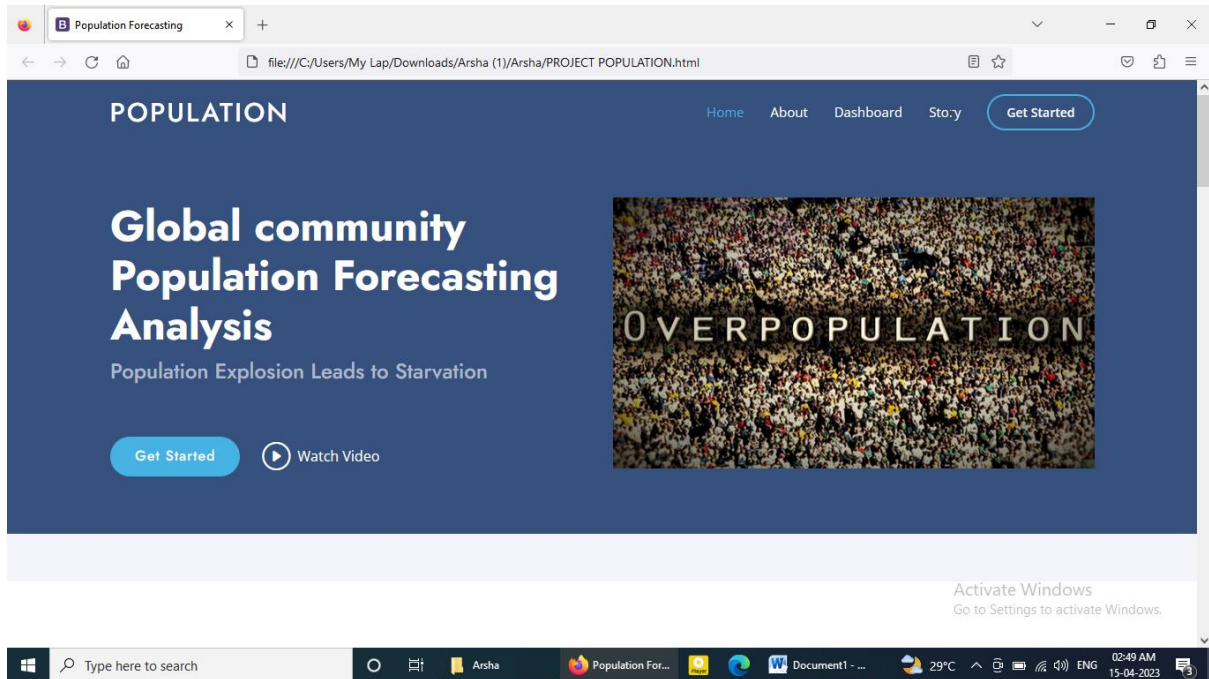 Population Forecasting
file:///C:/Users/My Lap/Downloads/Arsha (1)/Arsha/PROJECT POPULATION.html
POPULATION
Home About Dashboard Story Get Started
Global community
Population Forecasting
Analysis
Population Explosion Leads to Starvation
OVERPOPULATION
Get Started Watch Video
Activate Windows
Go to Settings to activate Windows.
Type here to search Arsha Population For... Document1 - ... 29°C ENG 02:49 AM
15-04-2023 3